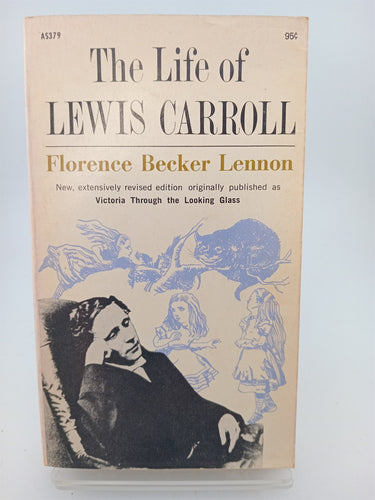 AS379 95¢
The Life of
LEWIS CARROLL
Florence Becker Lennon
New, extensively revised edition originally published as
Victoria Through the Looking Glass